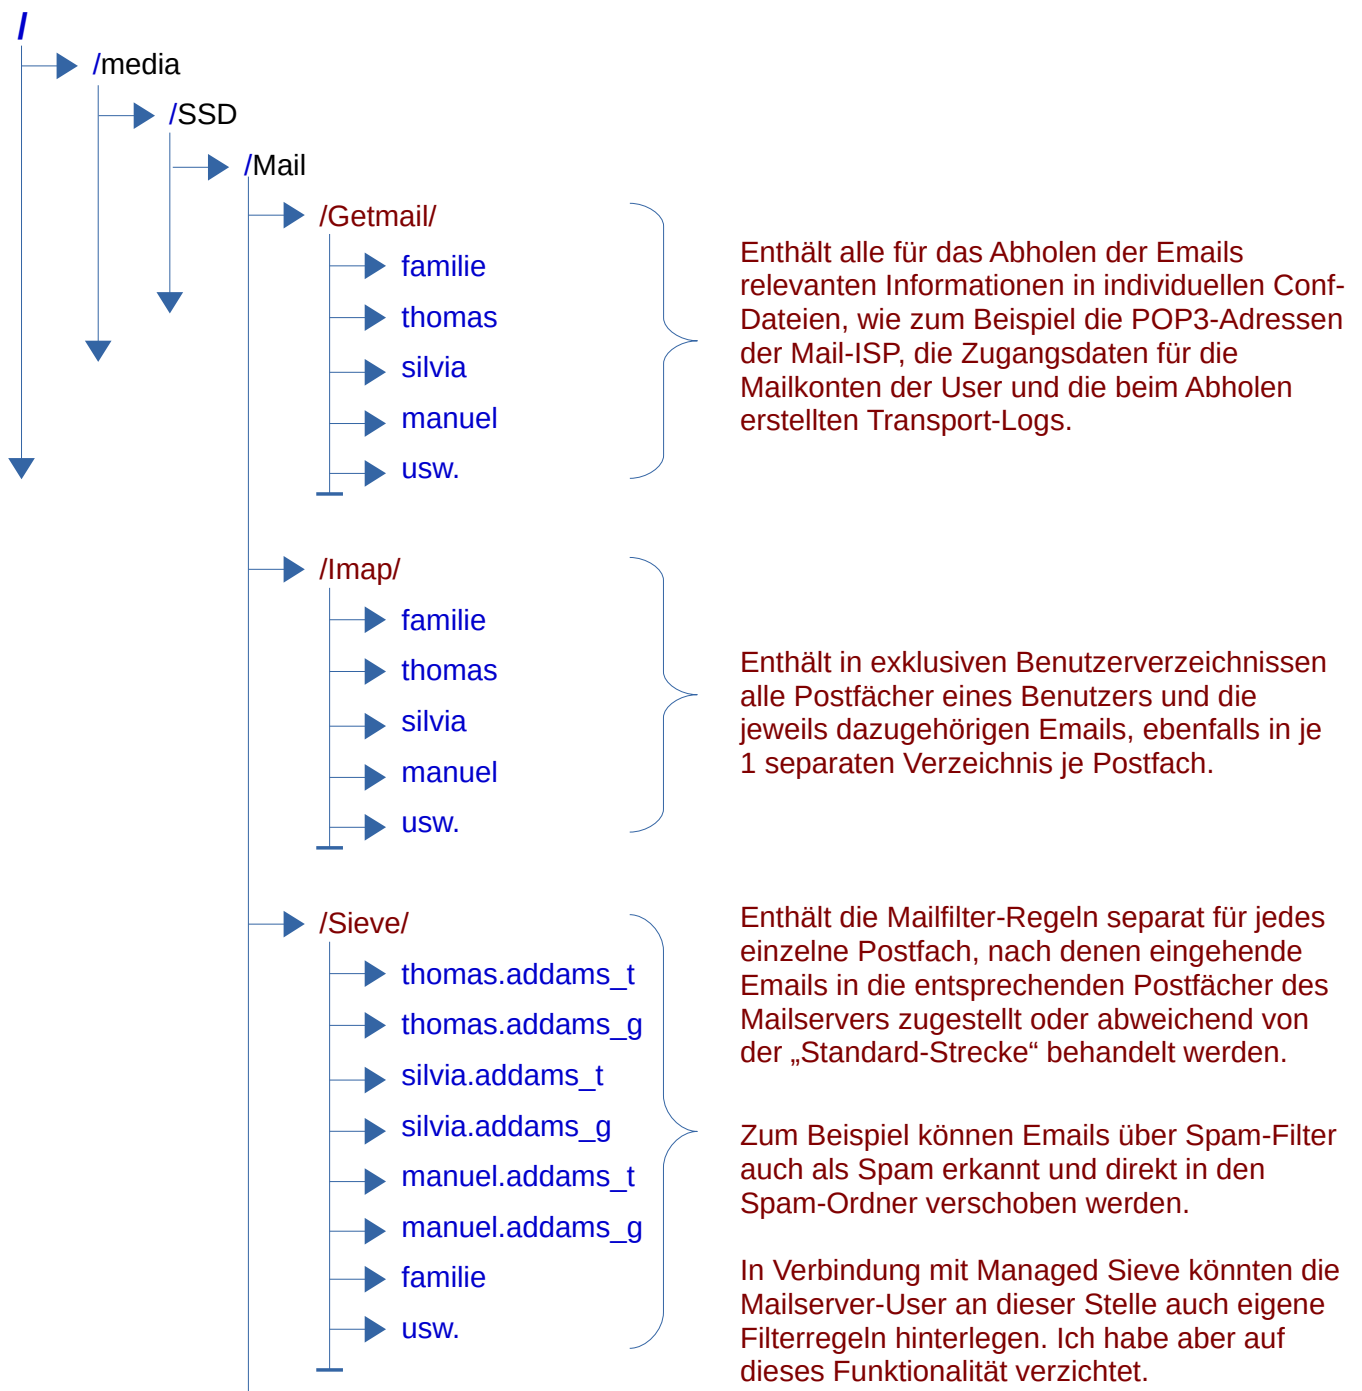 /
/media
/SSD
/Mail
/Getmail/
familie
thomas
silvia
manuel
usw.
Enthält alle für das Abholen der Emails
relevanten Informationen in individuellen Conf-
Dateien, wie zum Beispiel die POP3-Adressen
der Mail-ISP, die Zugangsdaten für die
Mailkonten der User und die beim Abholen
erstellten Transport-Logs.
/Imap/
familie
thomas
silvia
manuel
usw.
Enthält in exklusiven Benutzerverzeichnissen
alle Postfächer eines Benutzers und die
jeweils dazugehörigen Emails, ebenfalls in je
1 separaten Verzeichnis je Postfach.
/Sieve/
thomas.addams_t
thomas.addams_g
silvia.addams_t
silvia.addams_g
manuel.addams_t
manuel.addams_g
familie
usw.
Enthält die Mailfilter-Regeln separat für jedes
einzelne Postfach, nach denen eingehende
Emails in die entsprechenden Postfächer des
Mailservers zugestellt oder abweichend von
der „Standard-Strecke“ behandelt werden.
Zum Beispiel können Emails über Spam-Filter
auch als Spam erkannt und direkt in den
Spam-Ordner verschoben werden.
In Verbindung mit Managed Sieve könnten die
Mailserver-User an dieser Stelle auch eigene
Filterregeln hinterlegen. Ich habe aber auf
dieses Funktionalität verzichtet.